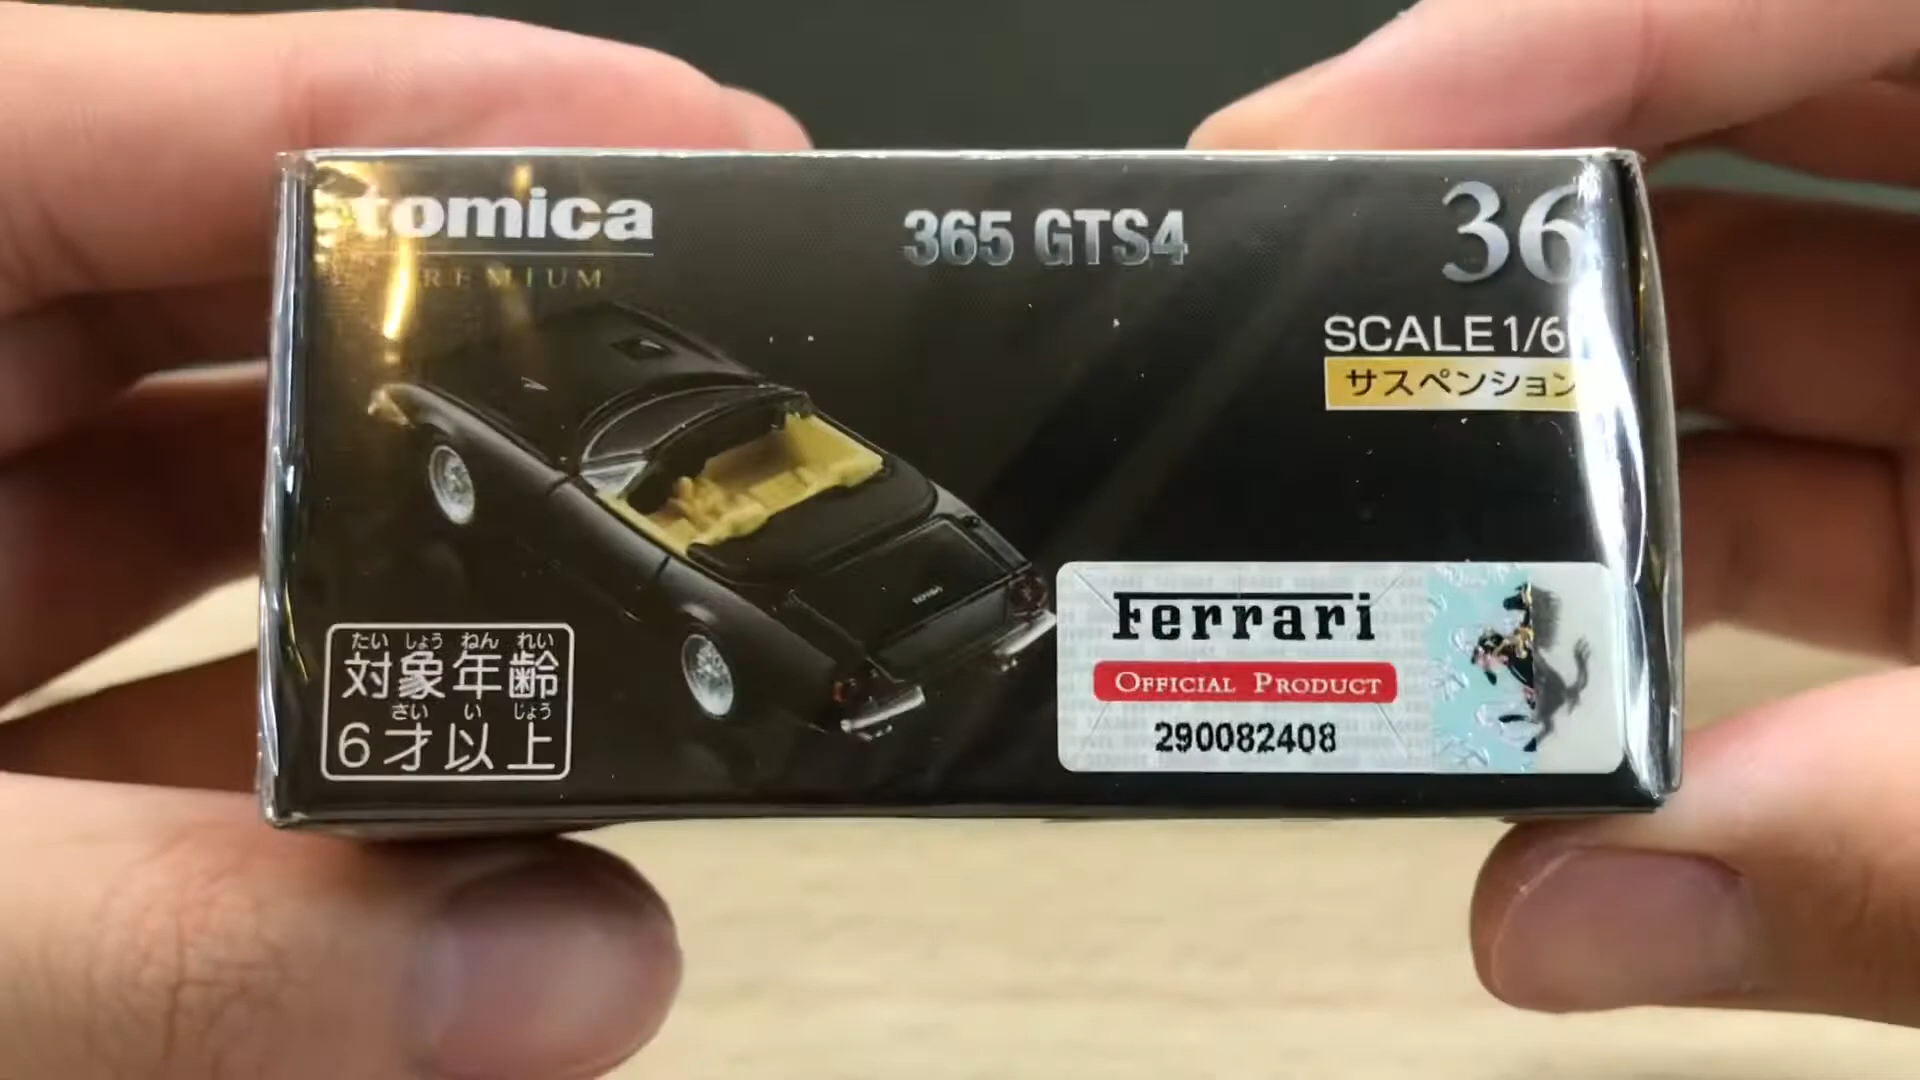 tomica
PREMIUM
365 GTS4
36
SCALE 1/6
サスペンション
たい しょう ねん れい
対象年齢
さい い じょう
6才以上
Ferrari
OFFICIAL PRODUCT
290082408